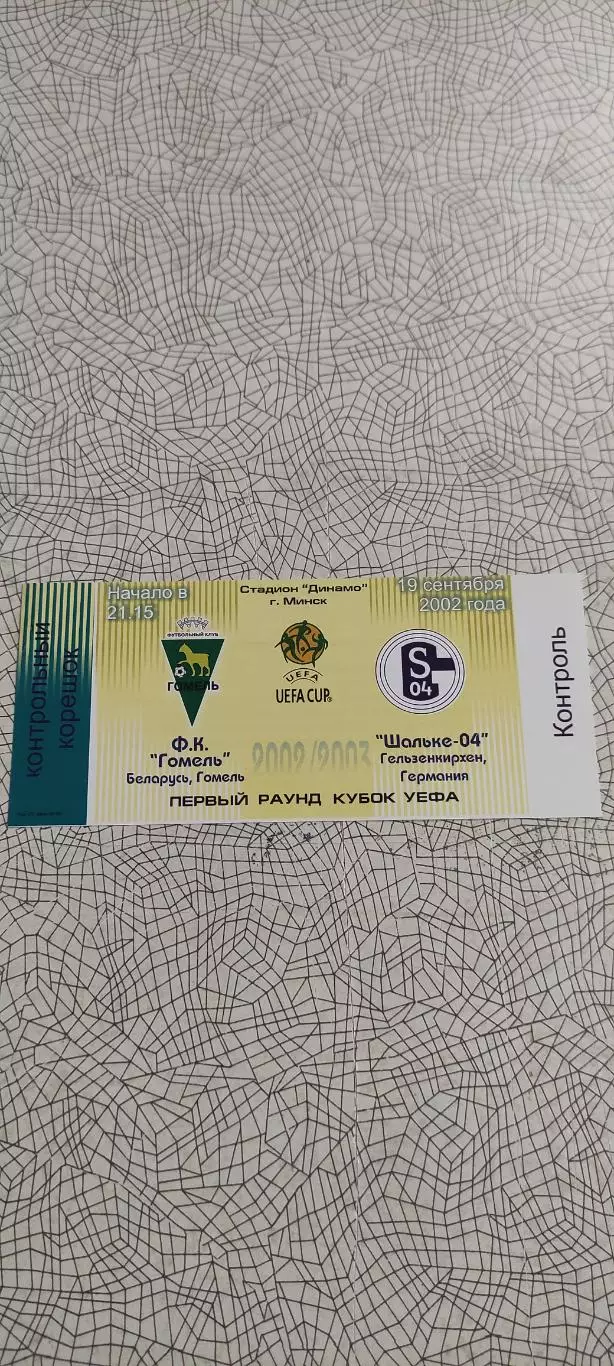 контрольный
корешок
Начало в
21.15
Стадион "Динамо"
г. Минск
19 сентября
2002 года
ФУТБОЛЬНЫЙ КЛУБ
ГОМЕЛЬ
UEFA
UEFA CUP®
S
04
Ф.К.
"Гомель"
Беларусь, Гомель
2002/2003
"Шальке-04"
Гельзенкирхен,
Германия
ПЕРВЫЙ РАУНД КУБОК УЕФА
Контроль